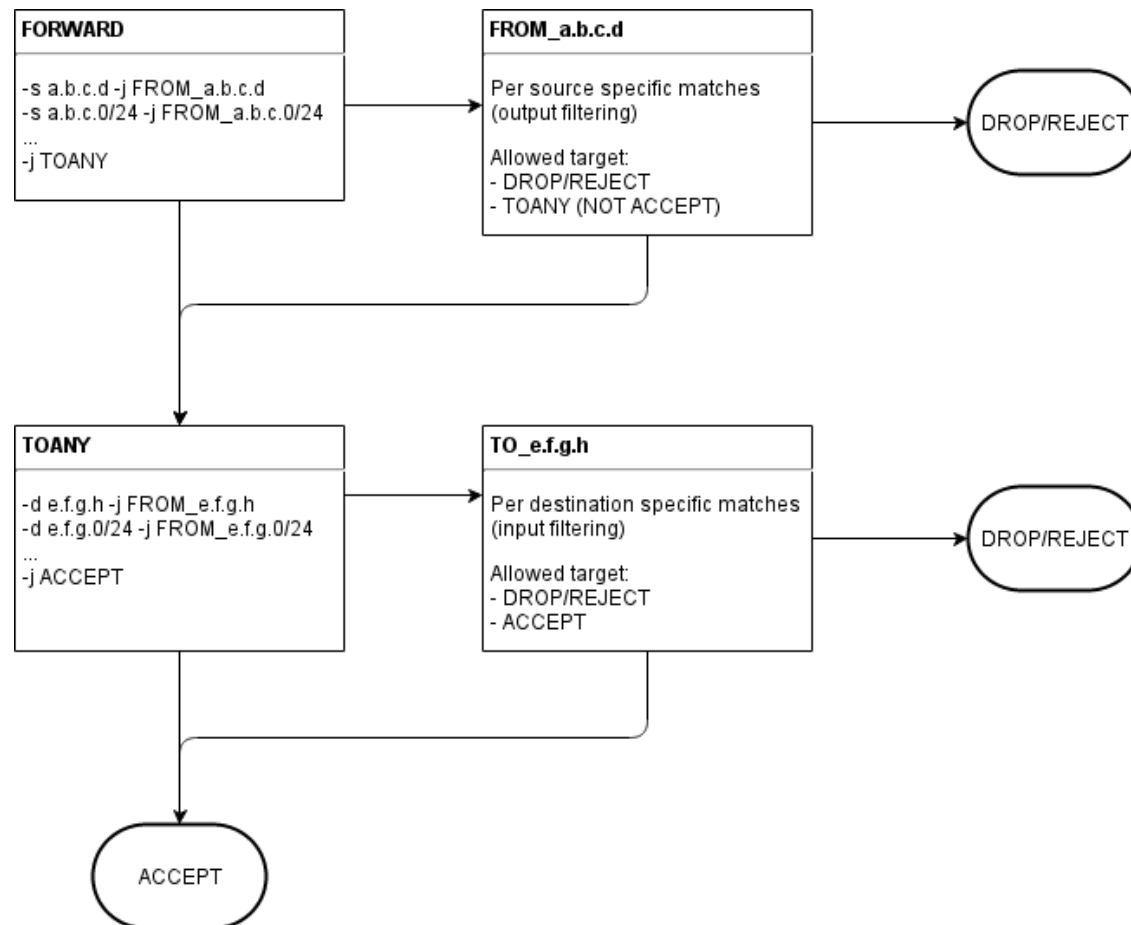 FORWARD
-s a.b.c.d -j FROM_a.b.c.d
-s a.b.c.0/24 -j FROM_a.b.c.0/24
...
-j TOANY
FROM_a.b.c.d
Per source specific matches
(output filtering)
Allowed target:
- DROP/REJECT
- TOANY (NOT ACCEPT)
DROP/REJECT
TOANY
-d e.f.g.h -j FROM_e.f.g.h
-d e.f.g.0/24 -j FROM_e.f.g.0/24
...
-j ACCEPT
TO_e.f.g.h
Per destination specific matches
(input filtering)
Allowed target:
- DROP/REJECT
- ACCEPT
DROP/REJECT
ACCEPT